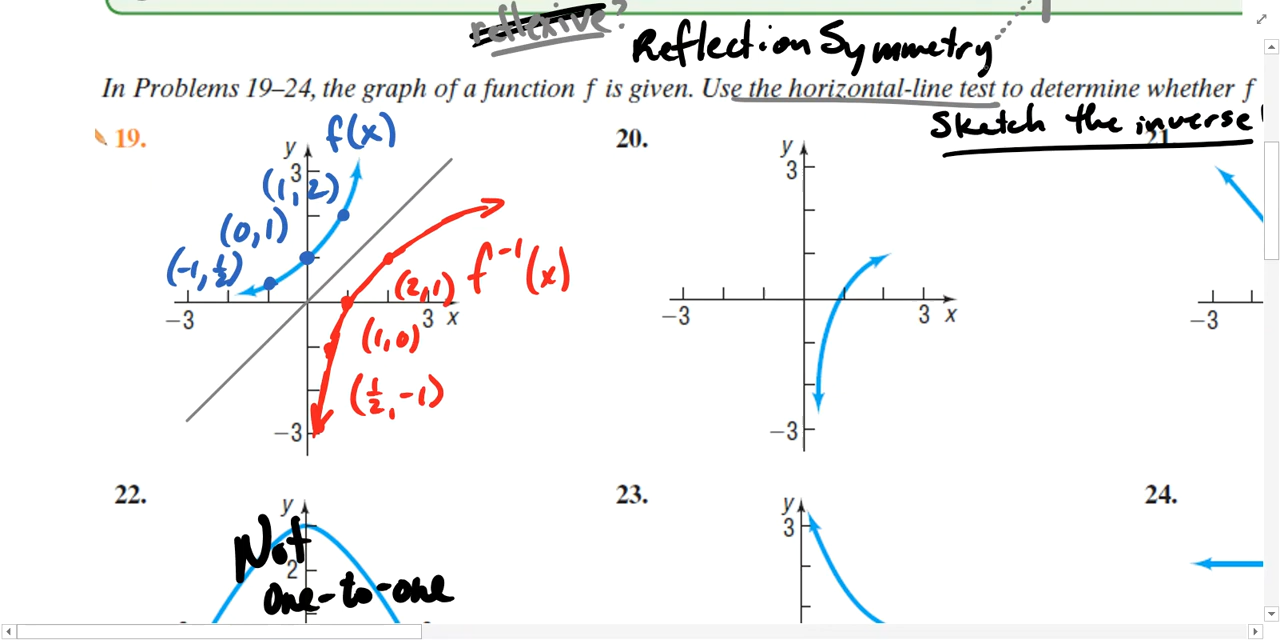 reflexive?
Reflection Symmetry
In Problems 19–24, the graph of a function f is given. Use the horizontal-line test to determine whether f
Sketch the inverse
19.
f(x)
y
3
(1, 2)
(0, 1)
(-1, 1/2)
f⁻¹(x)
(2, 1)
−3
3 x
(1, 0)
(1/2, -1)
−3
20.
y
3
−3
3 x
−3
21
−3
22.
y
Not
2
one-to-one
23.
y
3
24.